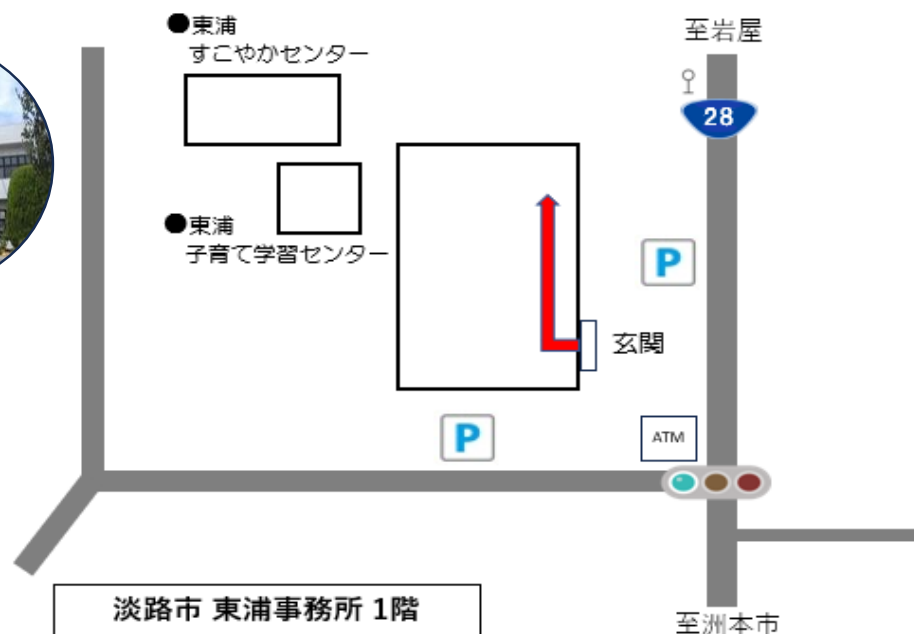 ●東浦
すこやかセンター
至岩屋
28
●東浦
子育て学習センター
P
玄関
P
ATM
淡路市 東浦事務所 1階
至洲本市